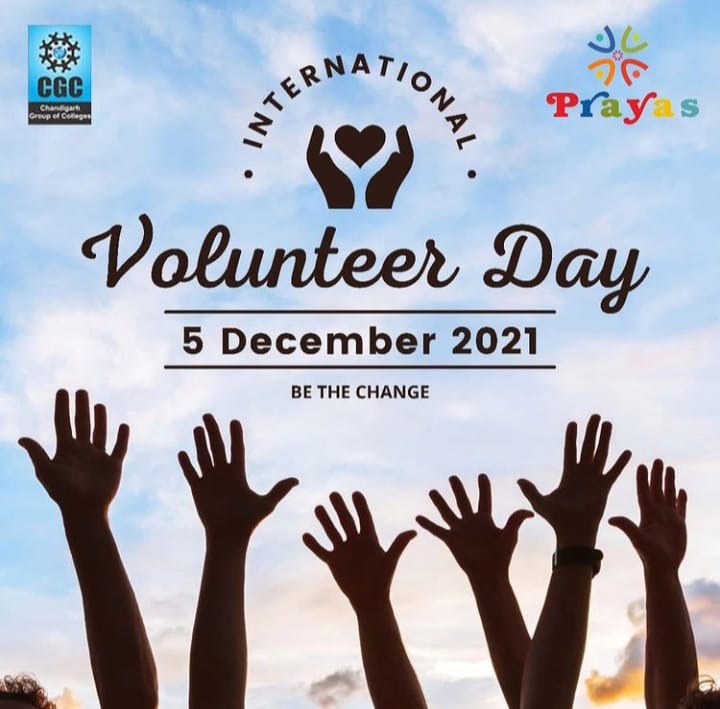 CGC
Chandigarh
Group of Colleges
Prayas
INTERNATIONAL
Volunteer Day
5 December 2021
BE THE CHANGE